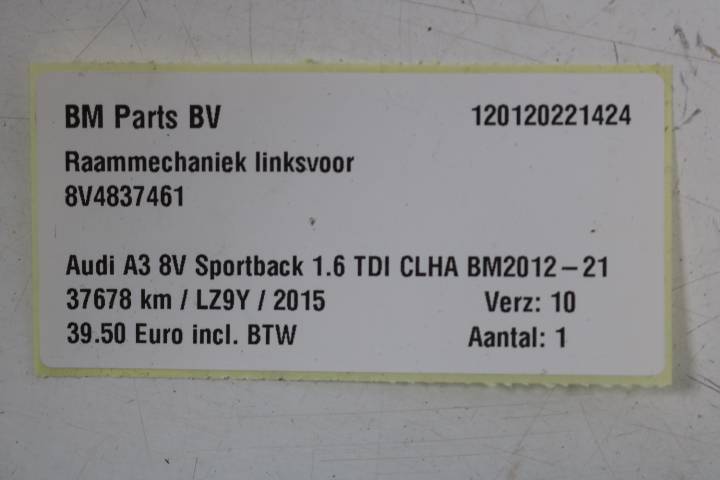 BM Parts BV 120120221424
Raammechaniek linksvoor
8V4837461
Audi A3 8V Sportback 1.6 TDI CLHA BM2012-21
37678 km / LZ9Y / 2015 Verz: 10
39.50 Euro incl. BTW Aantal: 1